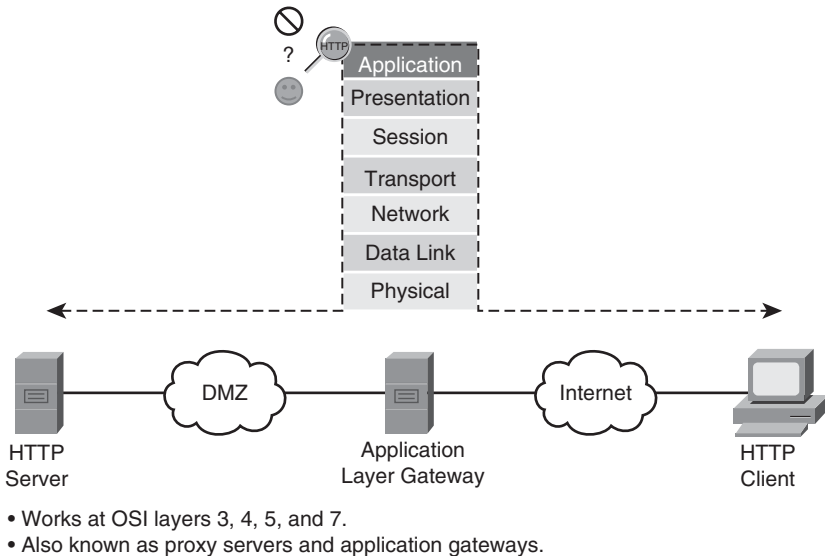 HTTP
?
Application
Presentation
Session
Transport
Network
Data Link
Physical
DMZ
Internet
HTTP
Server
Application
Layer Gateway
HTTP
Client
• Works at OSI layers 3, 4, 5, and 7.
• Also known as proxy servers and application gateways.